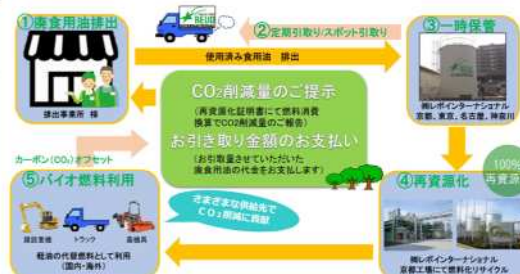 ①廃食用油排出
REVO
②定期引取り/スポット引取り
③一時保管
使用済み食用油 排出
排出事業所 様
CO2削減量のご提示
(再資源化証明書にて燃料消費
換算でCO2削減量のご報告)
お引き取り金額のお支払い
(お引取量させていただいた
廃食用油の代金をお支払します)
㈱レボインターナショナル
京都、東京、名古屋、神奈川
カーボン(CO2)オフセット
⑤バイオ燃料利用
建設重機
トラック
農機具
軽油の代替燃料として利用
(国内・海外)
さまざまな供給先で
CO2削減に貢献
④再資源化
100%
再資源
㈱レボインターナショナル
京都工場にて燃料化リサイクル